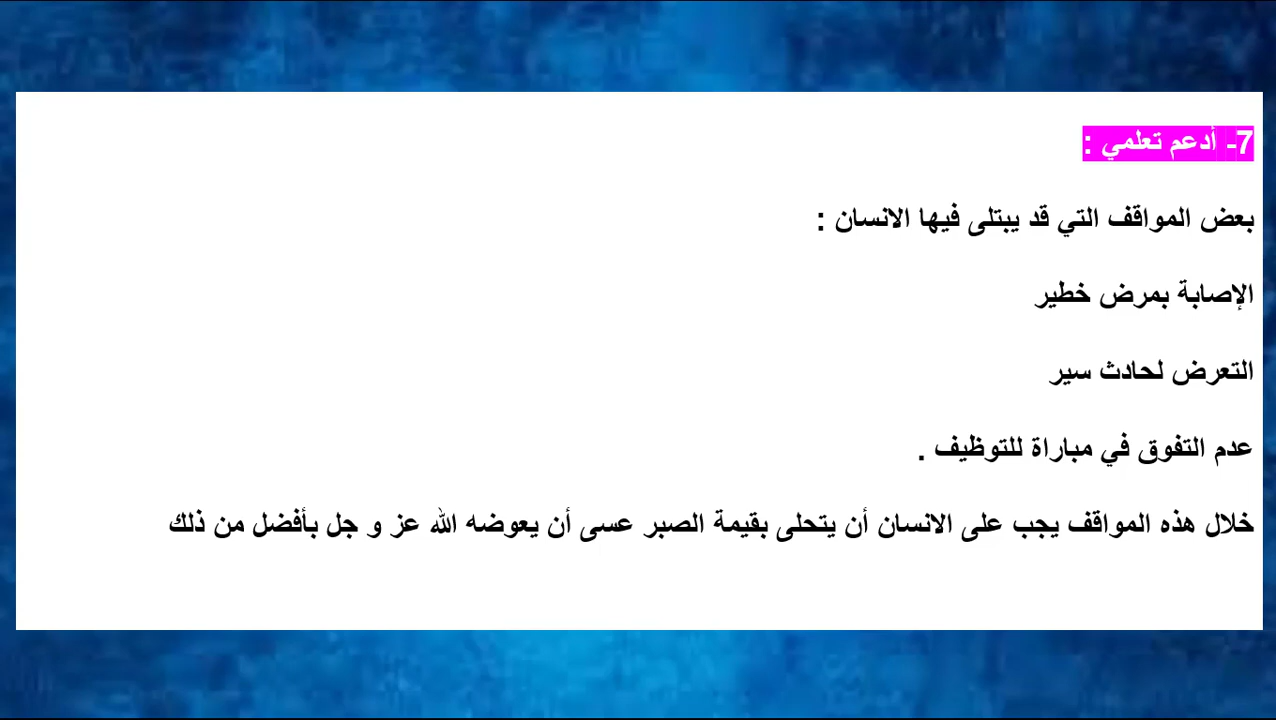 7- أدعم تعلمي :
بعض المواقف التي قد يبتلى فيها الانسان :
الإصابة بمرض خطير
التعرض لحادث سير
عدم التفوق في مباراة للتوظيف .
خلال هذه المواقف يجب على الانسان أن يتحلى بقيمة الصبر عسى أن يعوضه الله عز و جل بأفضل من ذلك